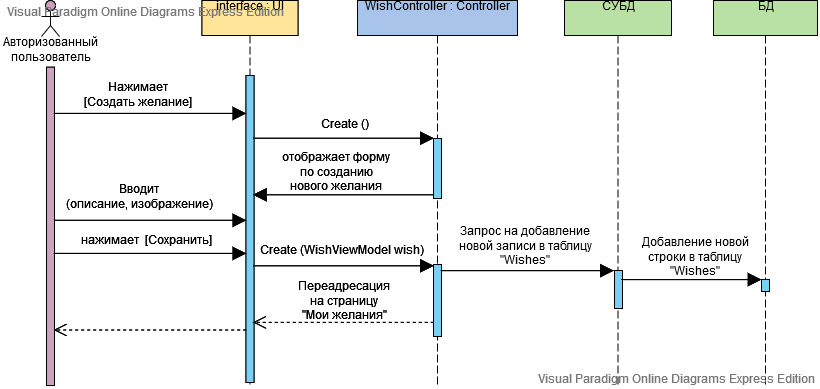 Visual Paradigm Online Diagrams Express Edition
interface : UI
WishController : Controller
СУБД
БД
Авторизованный
пользователь
Нажимает
[Создать желание]
Create ()
отображает форму
по созданию
нового желания
Вводит
(описание, изображение)
нажимает [Сохранить]
Create (WishViewModel wish)
Запрос на добавление
новой записи в таблицу
"Wishes"
Добавление новой
строки в таблицу
"Wishes"
Переадресация
на страницу
"Мои желания"
Visual Paradigm Online Diagrams Express Edition